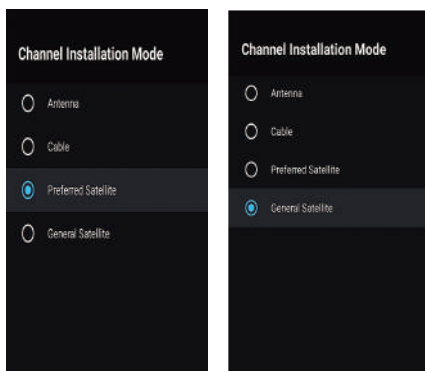 Channel Installation Mode
Antenna
Cable
Preferred Satellite
General Satellite
Channel Installation Mode
Antenna
Cable
Preferred Satellite
General Satellite